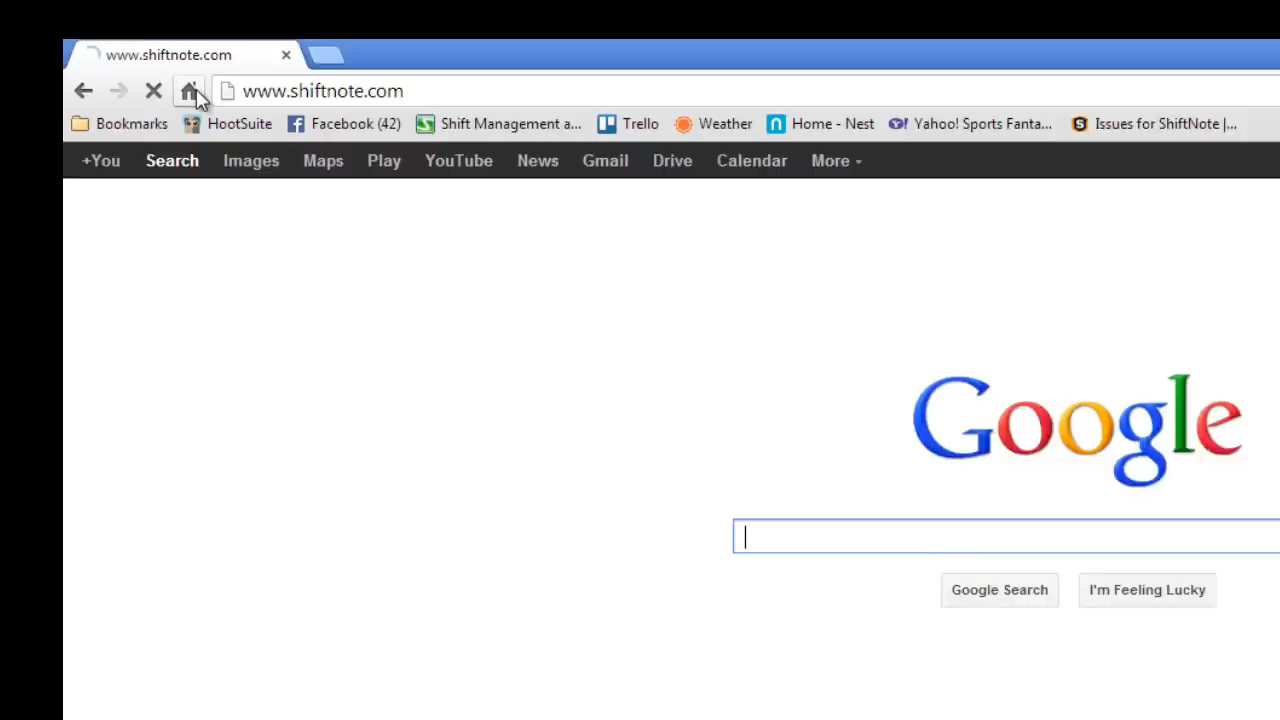 www.shiftnote.com
www.shiftnote.com
Bookmarks HootSuite Facebook (42) Shift Management a... Trello Weather Home - Nest Yahoo! Sports Fanta... Issues for ShiftNote |...
+You Search Images Maps Play YouTube News Gmail Drive Calendar More
Google
Google Search I'm Feeling Lucky